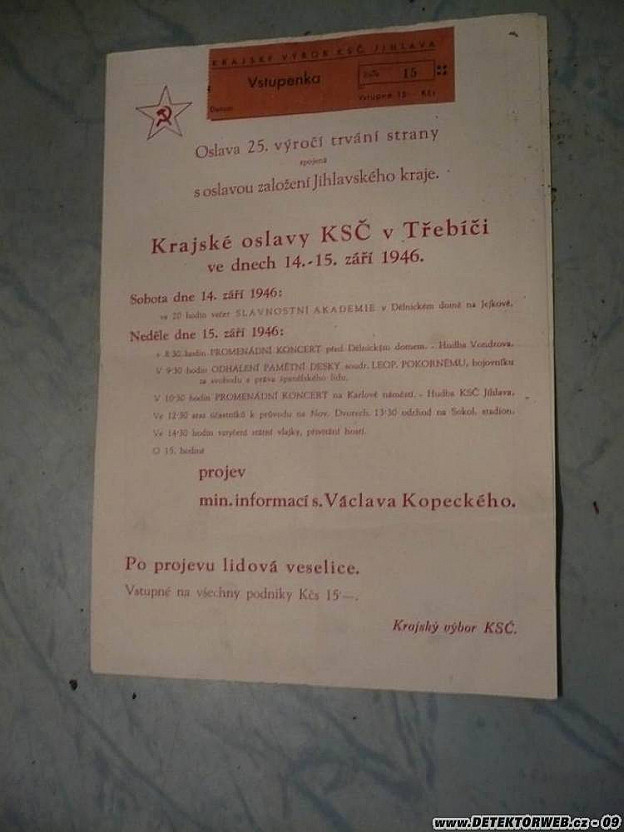 KRAJSKÝ VÝBOR KSČ JIHLAVA
Vstupenka
15
Datum
Vstupné 15— Kčs
Oslava 25. výročí trvání strany
spojená
s oslavou založení Jihlavského kraje.
Krajské oslavy KSČ v Třebíči
ve dnech 14.-15. září 1946.
Sobota dne 14. září 1946:
ve 20 hodin večer SLAVNOSTNÍ AKADEMIE v Dělnickém domě na Jejkově.
Neděle dne 15. září 1946:
v 8·30 hodin PROMENÁDNÍ KONCERT před Dělnickým domem. - Hudba Vondrova.
V 9·30 hodin ODHALENÍ PAMĚTNÍ DESKY soudr. LEOP. POKORNÉMU, bojovníku
za svobodu a práva španělského lidu.
V 10·30 hodin PROMENÁDNÍ KONCERT na Karlově náměstí. - Hudba KSČ Jihlava.
Ve 12·30 sraz účastníků k průvodu na Nov. Dvorech, 13·30 odchod na Sokol. stadion.
Ve 14·30 hodin vztyčení státní vlajky, přivítání hostí.
O 15. hodině
projev
min. informací s. Václava Kopeckého.
Po projevu lidová veselice.
Vstupné na všechny podniky Kčs 15·—.
Krajský výbor KSČ.
www.DETEKTORWEB.cz - 09